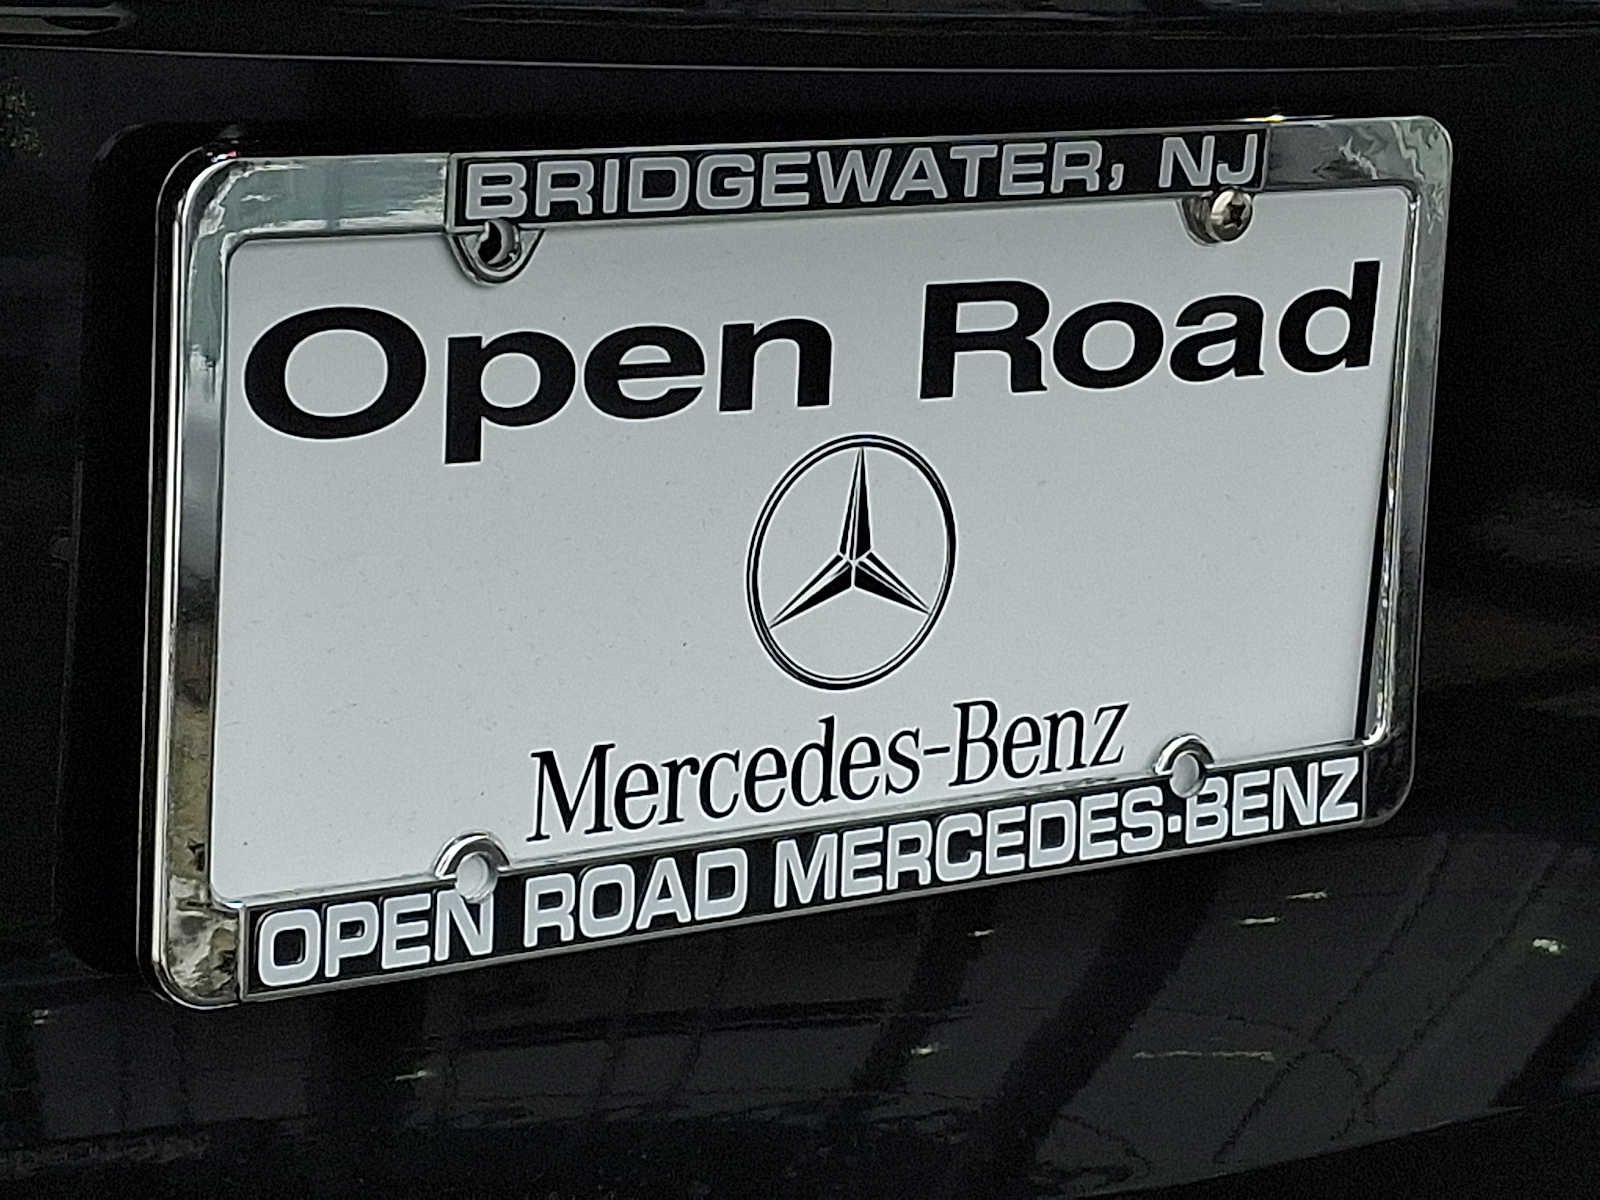 BRIDGEWATER, NJ
Open Road
Mercedes-Benz
OPEN ROAD MERCEDES-BENZ